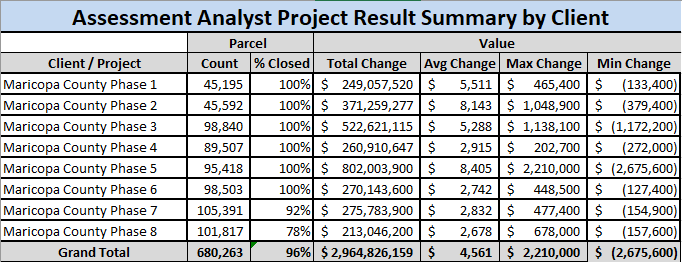 Assessment Analyst Project Result Summary by Client
Parcel Value
Client / Project Count % Closed Total Change Avg Change Max Change Min Change
Maricopa County Phase 1 45,195 100% $ 249,057,520 $ 5,511 $ 465,400 $ (133,400)
Maricopa County Phase 2 45,592 100% $ 371,259,277 $ 8,143 $ 1,048,900 $ (379,400)
Maricopa County Phase 3 98,840 100% $ 522,621,115 $ 5,288 $ 1,138,100 $ (1,172,200)
Maricopa County Phase 4 89,507 100% $ 260,910,647 $ 2,915 $ 202,700 $ (272,000)
Maricopa County Phase 5 95,418 100% $ 802,003,900 $ 8,405 $ 2,210,000 $ (2,675,600)
Maricopa County Phase 6 98,503 100% $ 270,143,600 $ 2,742 $ 448,500 $ (127,400)
Maricopa County Phase 7 105,391 92% $ 275,783,900 $ 2,832 $ 477,400 $ (154,900)
Maricopa County Phase 8 101,817 78% $ 213,046,200 $ 2,678 $ 678,000 $ (157,600)
Grand Total 680,263 96% $ 2,964,826,159 $ 4,561 $ 2,210,000 $ (2,675,600)